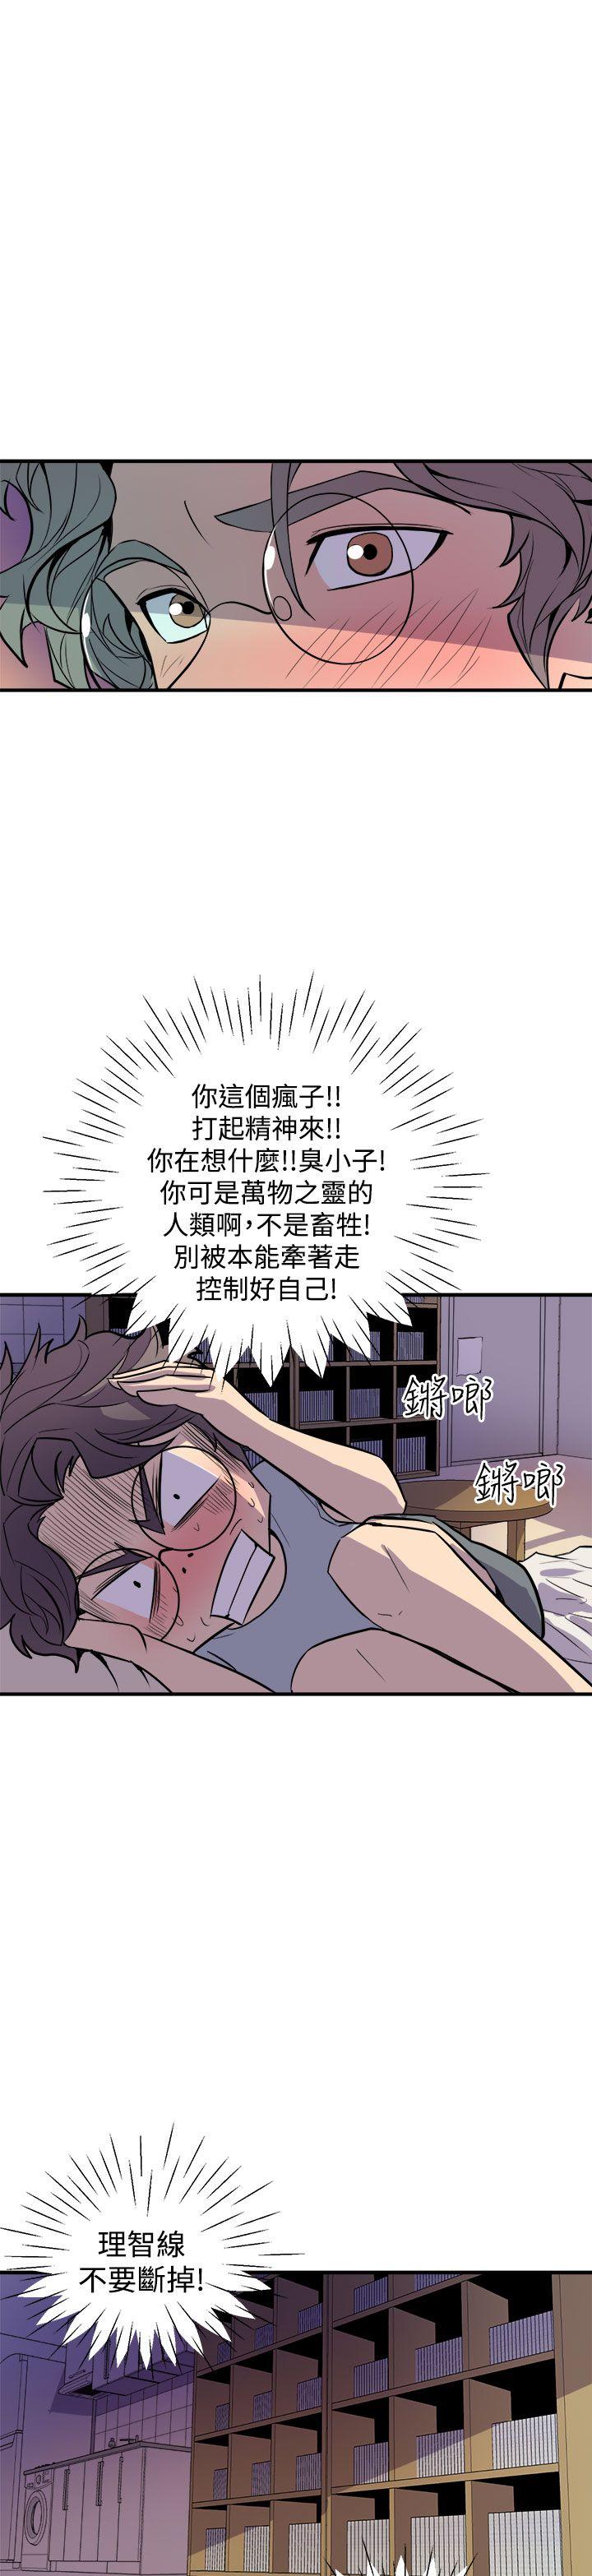 你這個瘋子!!
打起精神來!!
你在想什麼!!臭小子!
你可是萬物之靈的
人類啊,不是畜牲!
別被本能牽著走
控制好自己!
鏘啷
鏘啷
理智線
不要斷掉!